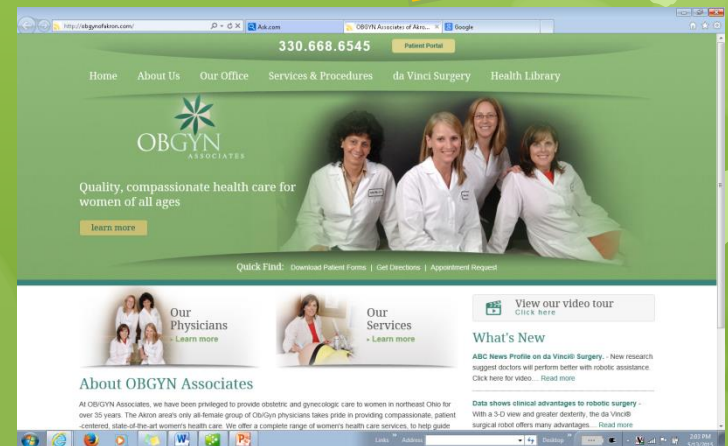 http://obgynofakron.com/
Ask.com
OBGYN Associates of Akro...
Google
330.668.6545
Patient Portal
Home About Us Our Office Services & Procedures da Vinci Surgery Health Library
OBGYN
ASSOCIATES
Quality, compassionate health care for
women of all ages
learn more
Quick Find: Download Patient Forms | Get Directions | Appointment Request
Our
Physicians
» Learn more
Our
Services
» Learn more
View our video tour
Click here
What's New
ABC News Profile on da Vinci® Surgery. - New research
suggest doctors will perform better with robotic assistance.
Click here for video.... Read more
Data shows clinical advantages to robotic surgery -
With a 3-D view and greater dexterity, the da Vinci®
surgical robot offers many advantages.... Read more
About OBGYN Associates
At OBGYN Associates, we have been privileged to provide obstetric and gynecologic care to women in northeast Ohio for
over 35 years. The Akron area's only all-female group of Ob/Gyn physicians takes pride in providing compassionate, patient
-centered, state-of-the-art women's health care. We offer a complete range of women's health care services, to help guide
Links Address
Desktop
2:03 PM